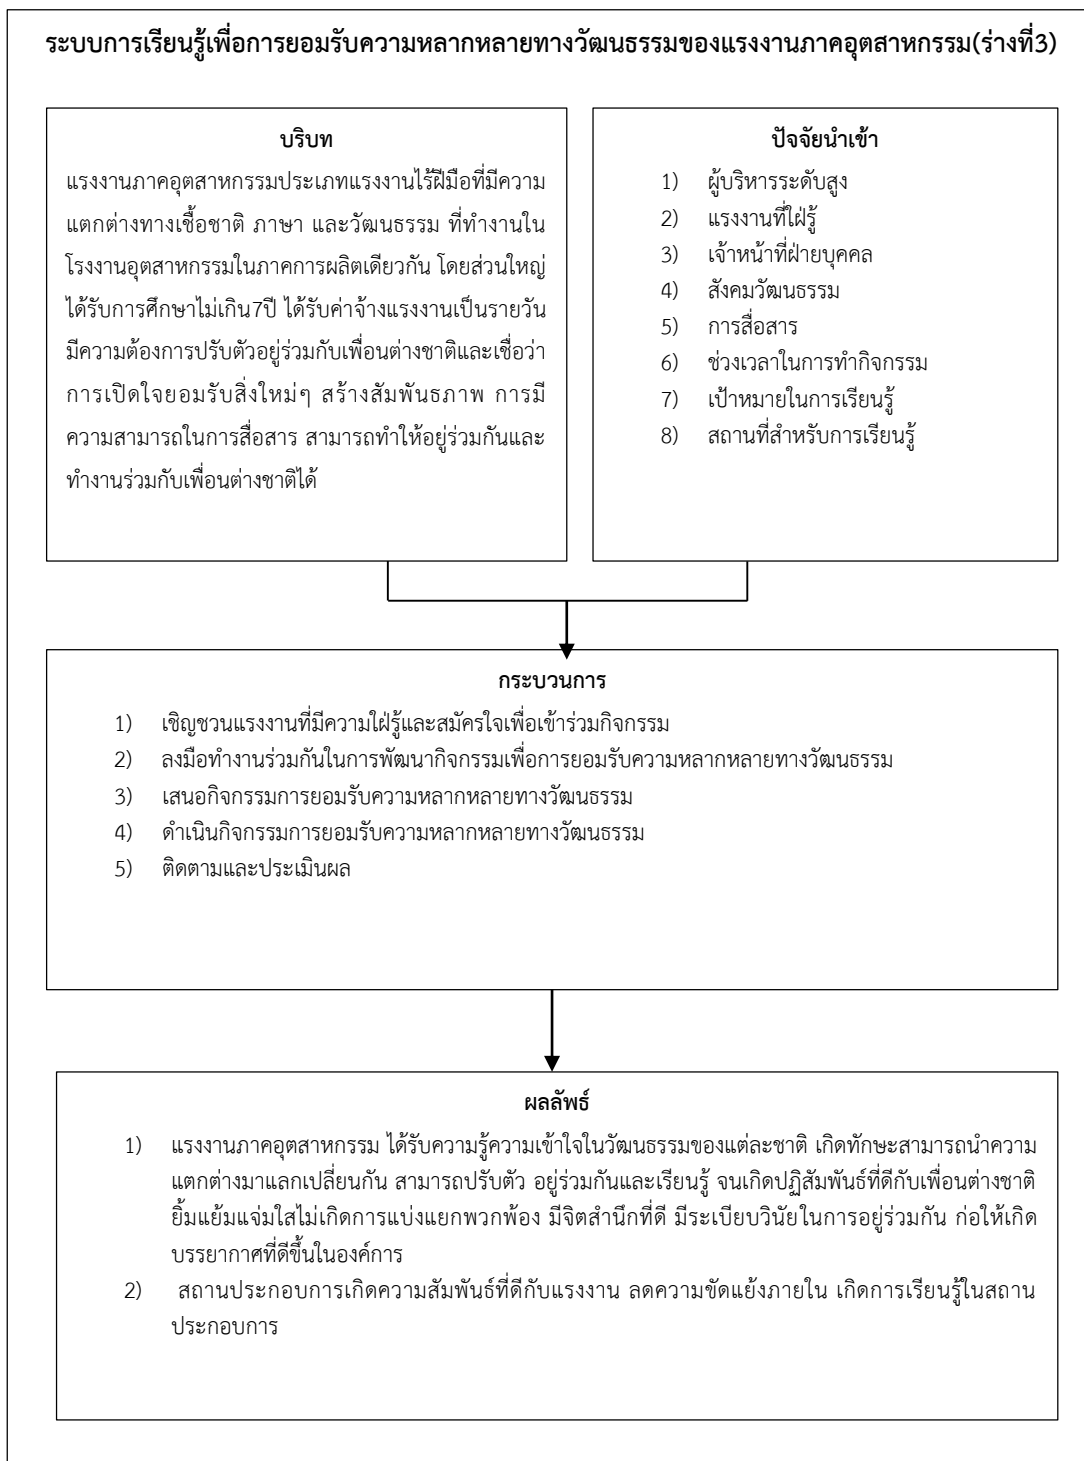 ระบบการเรียนรู้เพื่อการยอมรับความหลากหลายทางวัฒนธรรมของแรงงานภาคอุตสาหกรรม(ร่างที่3)
บริบท
แรงงานภาคอุตสาหกรรมประเภทแรงงานไร้ฝีมือที่มีความ
แตกต่างทางเชื้อชาติ ภาษา และวัฒนธรรม ที่ทำงานใน
โรงงานอุตสาหกรรมในภาคการผลิตเดียวกัน โดยส่วนใหญ่
ได้รับการศึกษาไม่เกิน7ปี ได้รับค่าจ้างแรงงานเป็นรายวัน
มีความต้องการปรับตัวอยู่ร่วมกับเพื่อนต่างชาติและเชื่อว่า
การเปิดใจยอมรับสิ่งใหม่ๆ สร้างสัมพันธภาพ การมี
ความสามารถในการสื่อสาร สามารถทำให้อยู่ร่วมกันและ
ทำงานร่วมกับเพื่อนต่างชาติได้
ปัจจัยนำเข้า
1) ผู้บริหารระดับสูง
2) แรงงานที่ใฝ่รู้
3) เจ้าหน้าที่ฝ่ายบุคคล
4) สังคมวัฒนธรรม
5) การสื่อสาร
6) ช่วงเวลาในการทำกิจกรรม
7) เป้าหมายในการเรียนรู้
8) สถานที่สำหรับการเรียนรู้
กระบวนการ
1) เชิญชวนแรงงานที่มีความใฝ่รู้และสมัครใจเพื่อเข้าร่วมกิจกรรม
2) ลงมือทำงานร่วมกันในการพัฒนากิจกรรมเพื่อการยอมรับความหลากหลายทางวัฒนธรรม
3) เสนอกิจกรรมการยอมรับความหลากหลายทางวัฒนธรรม
4) ดำเนินกิจกรรมการยอมรับความหลากหลายทางวัฒนธรรม
5) ติดตามและประเมินผล
ผลลัพธ์
1) แรงงานภาคอุตสาหกรรม ได้รับความรู้ความเข้าใจในวัฒนธรรมของแต่ละชาติ เกิดทักษะสามารถนำความ
แตกต่างมาแลกเปลี่ยนกัน สามารถปรับตัว อยู่ร่วมกันและเรียนรู้ จนเกิดปฏิสัมพันธ์ที่ดีกับเพื่อนต่างชาติ
ยิ้มแย้มแจ่มใสไม่เกิดการแบ่งแยกพวกพ้อง มีจิตสำนึกที่ดี มีระเบียบวินัยในการอยู่ร่วมกัน ก่อให้เกิด
บรรยากาศที่ดีขึ้นในองค์การ
2) สถานประกอบการเกิดความสัมพันธ์ที่ดีกับแรงงาน ลดความขัดแย้งภายใน เกิดการเรียนรู้ในสถาน
ประกอบการ